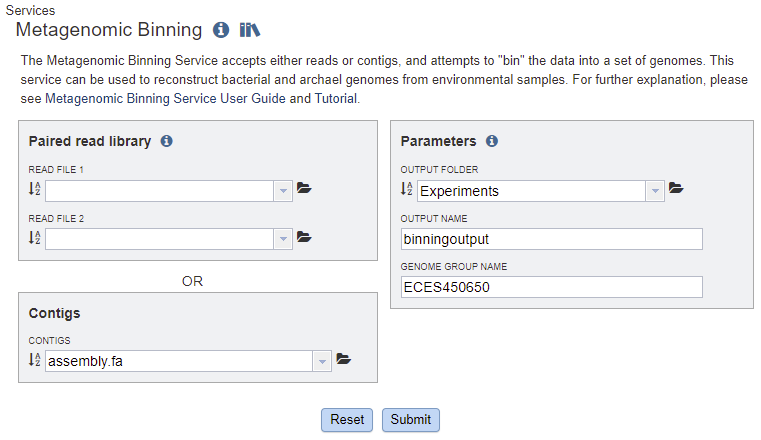 Services
Metagenomic Binning
The Metagenomic Binning Service accepts either reads or contigs, and attempts to "bin" the data into a set of genomes. This
service can be used to reconstruct bacterial and archael genomes from environmental samples. For further explanation, please
see Metagenomic Binning Service User Guide and Tutorial.
Paired read library
READ FILE 1
READ FILE 2
OR
Contigs
CONTIGS
assembly.fa
Parameters
OUTPUT FOLDER
Experiments
OUTPUT NAME
binningoutput
GENOME GROUP NAME
ECES450650
Reset Submit